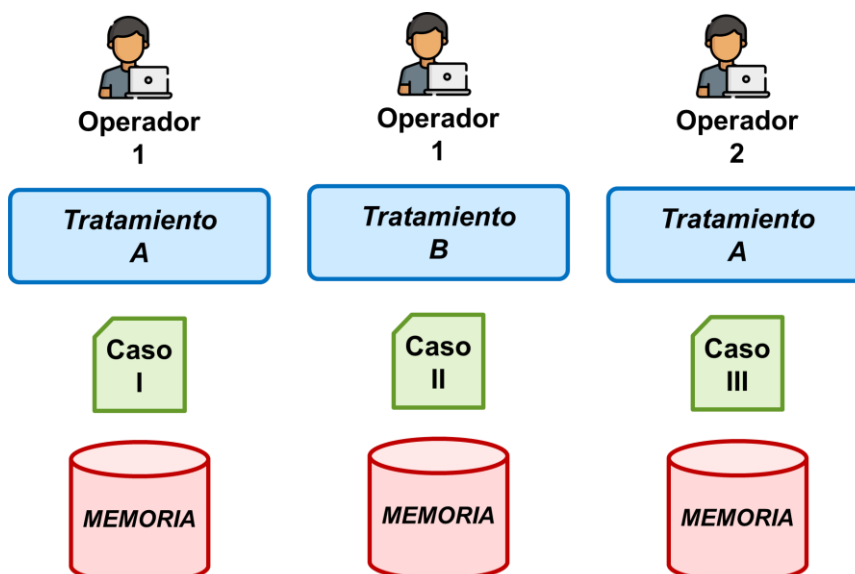 Operador
1
Tratamiento
A
Caso
I
MEMORIA
Operador
1
Tratamiento
B
Caso
II
MEMORIA
Operador
2
Tratamiento
A
Caso
III
MEMORIA